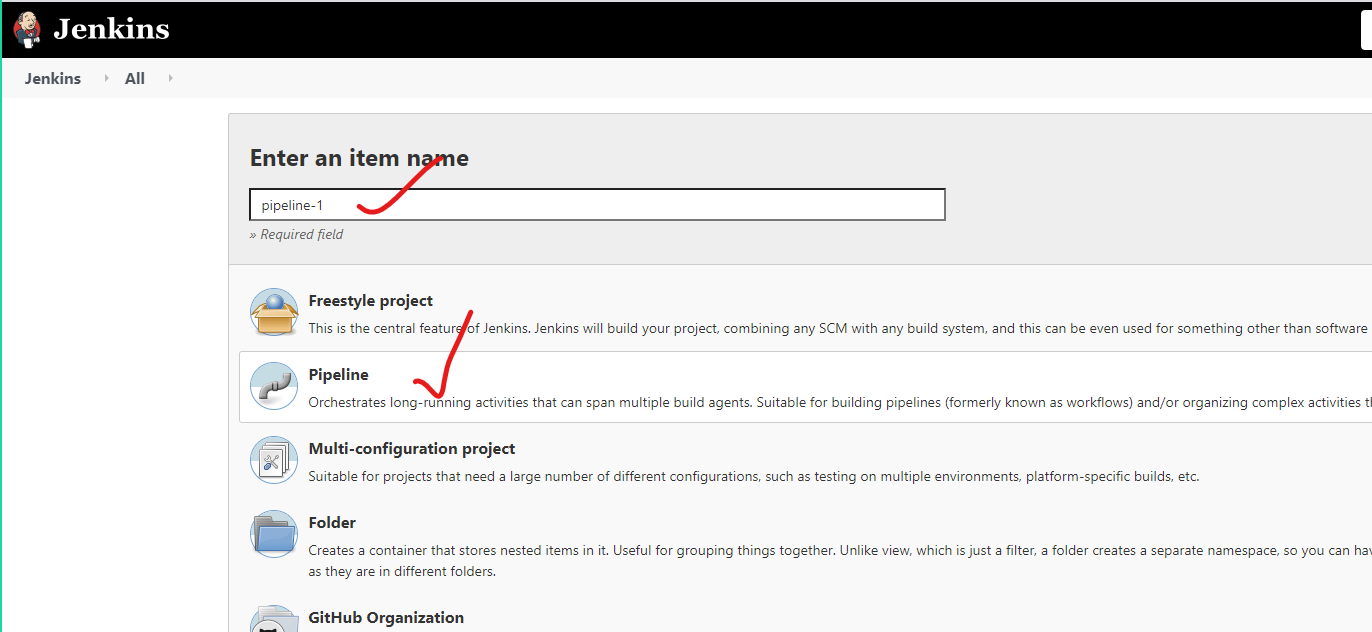 Jenkins
Jenkins All
Enter an item name
pipeline-1
» Required field
Freestyle project
This is the central feature of Jenkins. Jenkins will build your project, combining any SCM with any build system, and this can be even used for something other than software
Pipeline
Orchestrates long-running activities that can span multiple build agents. Suitable for building pipelines (formerly known as workflows) and/or organizing complex activities
Multi-configuration project
Suitable for projects that need a large number of different configurations, such as testing on multiple environments, platform-specific builds, etc.
Folder
Creates a container that stores nested items in it. Useful for grouping things together. Unlike view, which is just a filter, a folder creates a separate namespace, so you can
as they are in different folders.
GitHub Organization